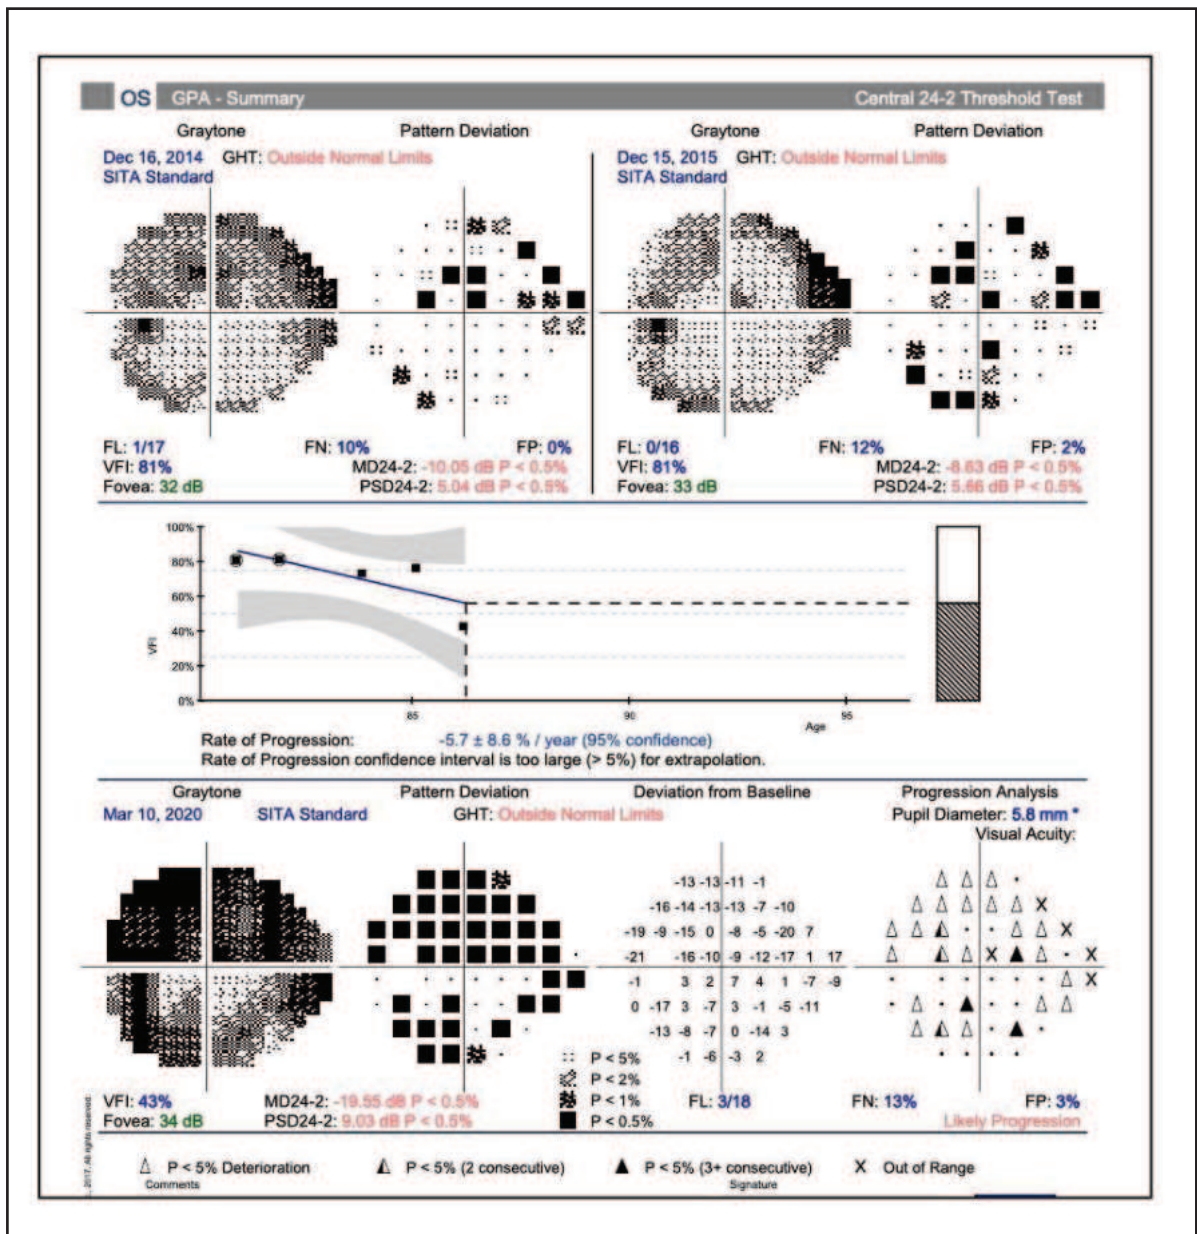 OS GPA - Summary Central 24-2 Threshold Test
Graytone Pattern Deviation Graytone Pattern Deviation
Dec 16, 2014 GHT: Outside Normal Limits Dec 15, 2015 GHT: Outside Normal Limits
SITA Standard SITA Standard
FL: 1/17 FN: 10% FP: 0% FL: 0/16 FN: 12% FP: 2%
VFI: 81% MD24-2: -10.05 dB P < 0.5% VFI: 81% MD24-2: -8.63 dB P < 0.5%
Fovea: 32 dB PSD24-2: 5.04 dB P < 0.5% Fovea: 33 dB PSD24-2: 5.66 dB P < 0.5%
100%
80%
60%
VFI
40%
20%
0%
85 90 95
Age
Rate of Progression: -5.7 ± 8.6 % / year (95% confidence)
Rate of Progression confidence interval is too large (> 5%) for extrapolation.
Graytone Pattern Deviation Deviation from Baseline Progression Analysis
Mar 10, 2020 SITA Standard GHT: Outside Normal Limits Pupil Diameter: 5.8 mm *
Visual Acuity:
-13 -13 -11 -1
-16 -14 -13 -13 -7 -10
-19 -9 -15 0 -8 -5 -20 7
-21 -16 -10 -9 -12 -17 1 17
-1 3 2 7 4 1 -7 -9
0 -17 3 -7 3 -1 -5 -11
-13 -8 -7 0 -14 3
-1 -6 -3 2
P < 5%
P < 2%
P < 1%
P < 0.5%
VFI: 43% MD24-2: -19.55 dB P < 0.5% FL: 3/18 FN: 13% FP: 3%
Fovea: 34 dB PSD24-2: 9.03 dB P < 0.5% Likely Progression
P < 5% Deterioration P < 5% (2 consecutive) P < 5% (3+ consecutive) X Out of Range
Comments Signature
2017. All rights reserved.